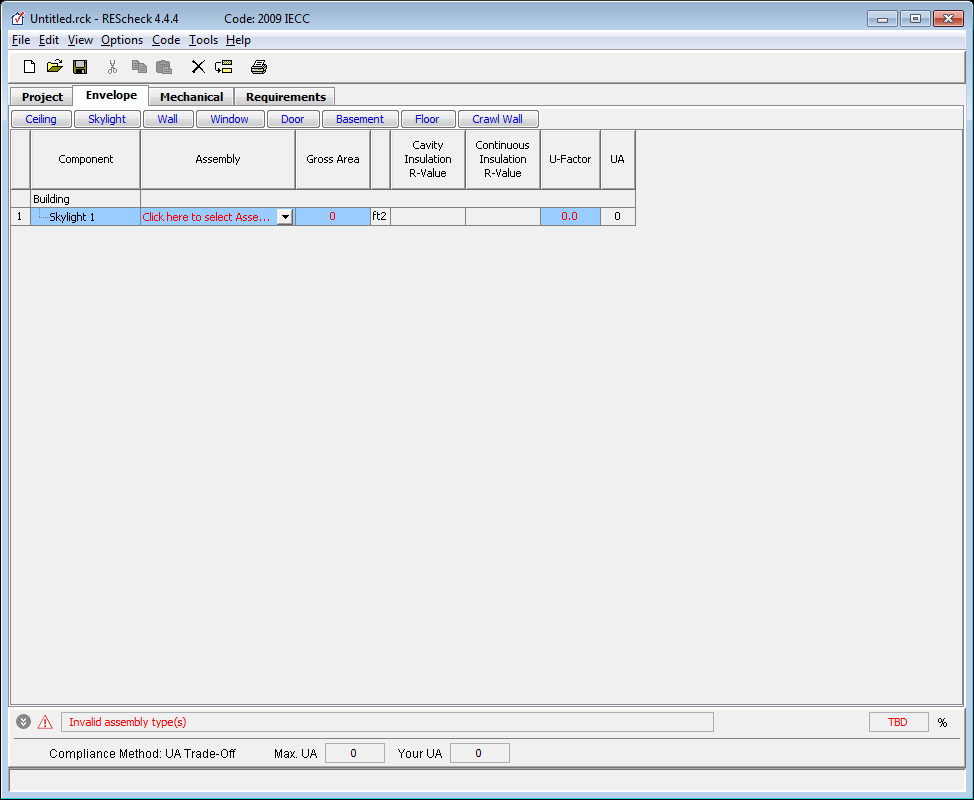 Untitled.rck - REScheck 4.4.4 Code: 2009 IECC
File Edit View Options Code Tools Help
Project Envelope Mechanical Requirements
Ceiling Skylight Wall Window Door Basement Floor Crawl Wall
Component Assembly Gross Area Cavity Insulation R-Value Continuous Insulation R-Value U-Factor UA
Building
1 Skylight 1 Click here to select Asse... 0 ft2 0.0 0
Invalid assembly type(s) TBD %
Compliance Method: UA Trade-Off Max. UA 0 Your UA 0